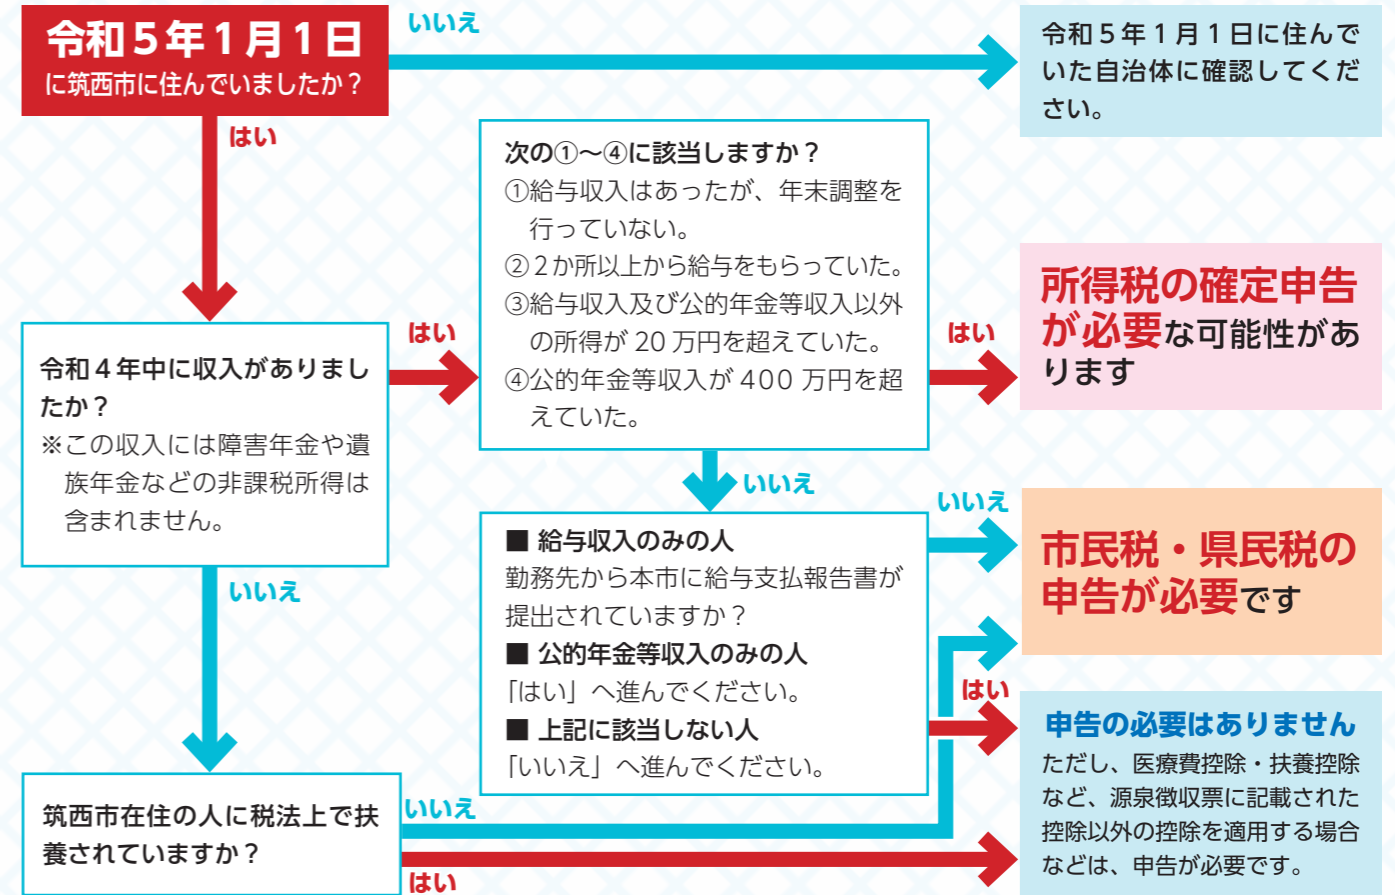 令和５年１月１日
に筑西市に住んでいましたか？
いいえ
令和５年１月１日に住んで
いた自治体に確認してくだ
さい。
はい
次の①～④に該当しますか？
①給与収入はあったが、年末調整を
行っていない。
②２か所以上から給与をもらっていた。
③給与収入及び公的年金等収入以外
の所得が 20 万円を超えていた。
④公的年金等収入が 400 万円を超
えていた。
所得税の確定申告
が必要な可能性があ
ります
はい
はい
令和４年中に収入がありまし
たか？
※この収入には障害年金や遺
族年金などの非課税所得は
含まれません。
いいえ
いいえ
■ 給与収入のみの人
勤務先から本市に給与支払報告書が
提出されていますか？
■ 公的年金等収入のみの人
「はい」へ進んでください。
■ 上記に該当しない人
「いいえ」へ進んでください。
いいえ
市民税・県民税の
申告が必要です
いいえ
はい
申告の必要はありません
ただし、医療費控除・扶養控除
など、源泉徴収票に記載された
控除以外の控除を適用する場合
などは、申告が必要です。
筑西市在住の人に税法上で扶
養されていますか？
いいえ
はい